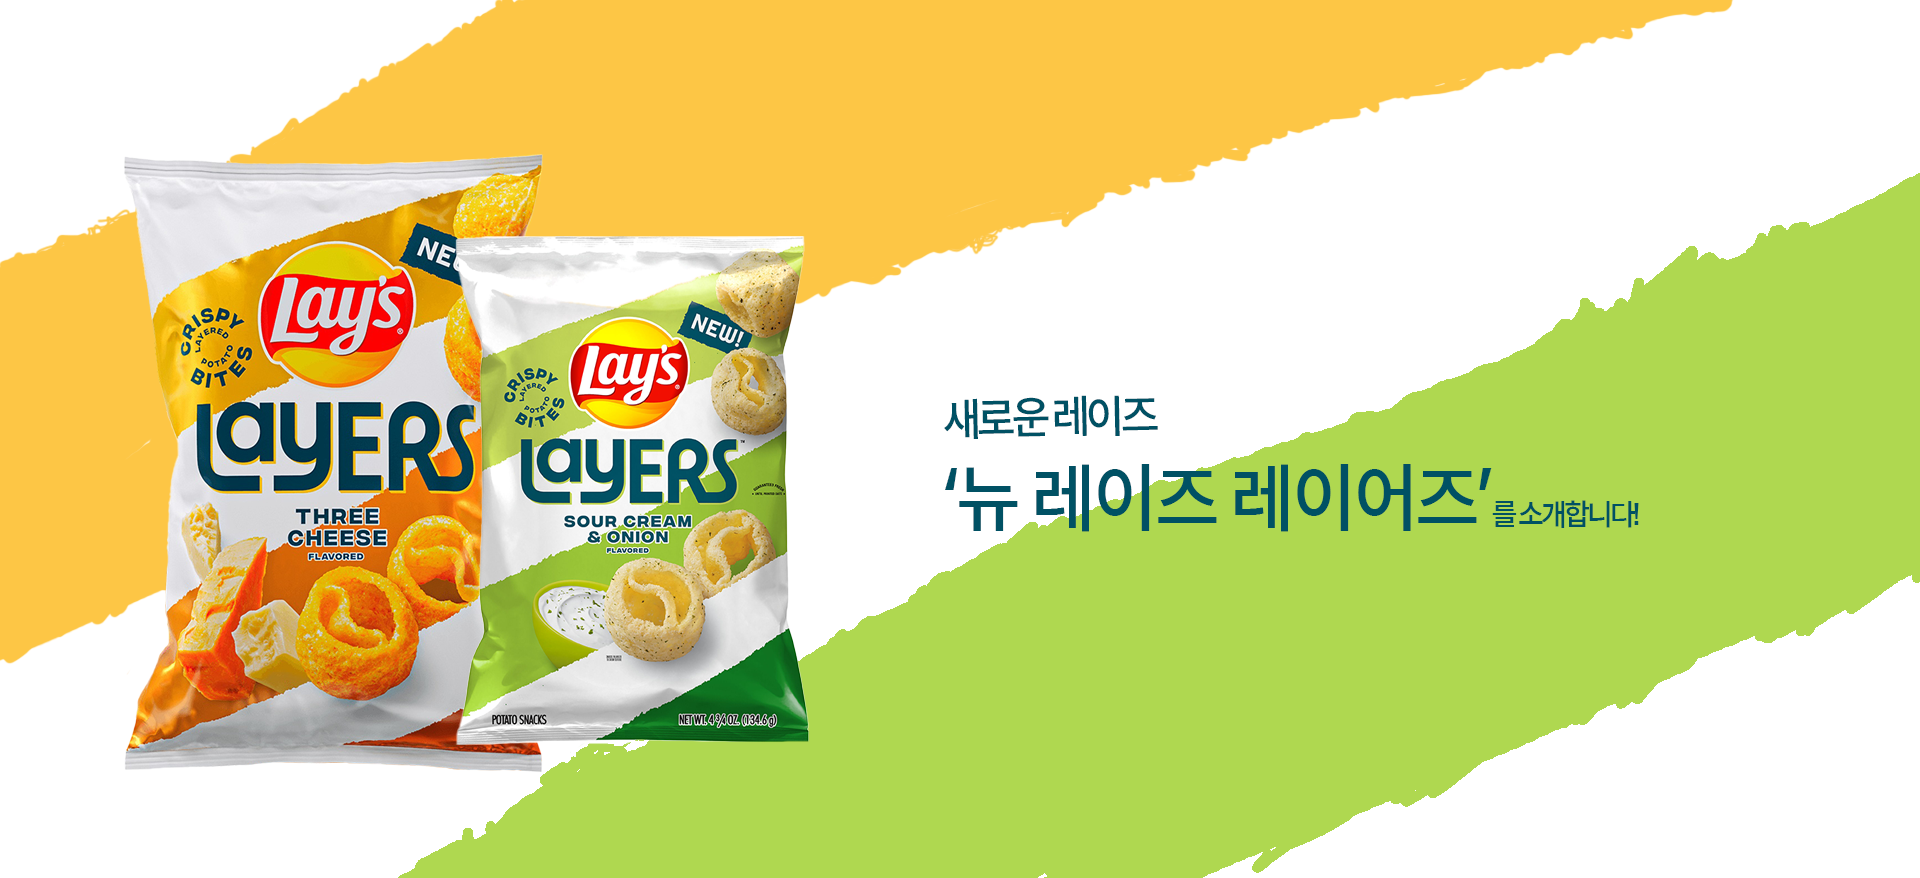 NEW
Lay's
CRISPY
LAYERED
POTATO
BITES
LAYERS
THREE
CHEESE
FLAVORED
NEW!
Lay's
CRISPY
LAYERED
POTATO
BITES
LAYERS™
SOUR CREAM
& ONION
FLAVORED
POTATO SNACKS
NET WT. 4 3/4 OZ. (134.6 g)
새로운 레이즈
‘뉴 레이즈 레이어즈’를 소개합니다!